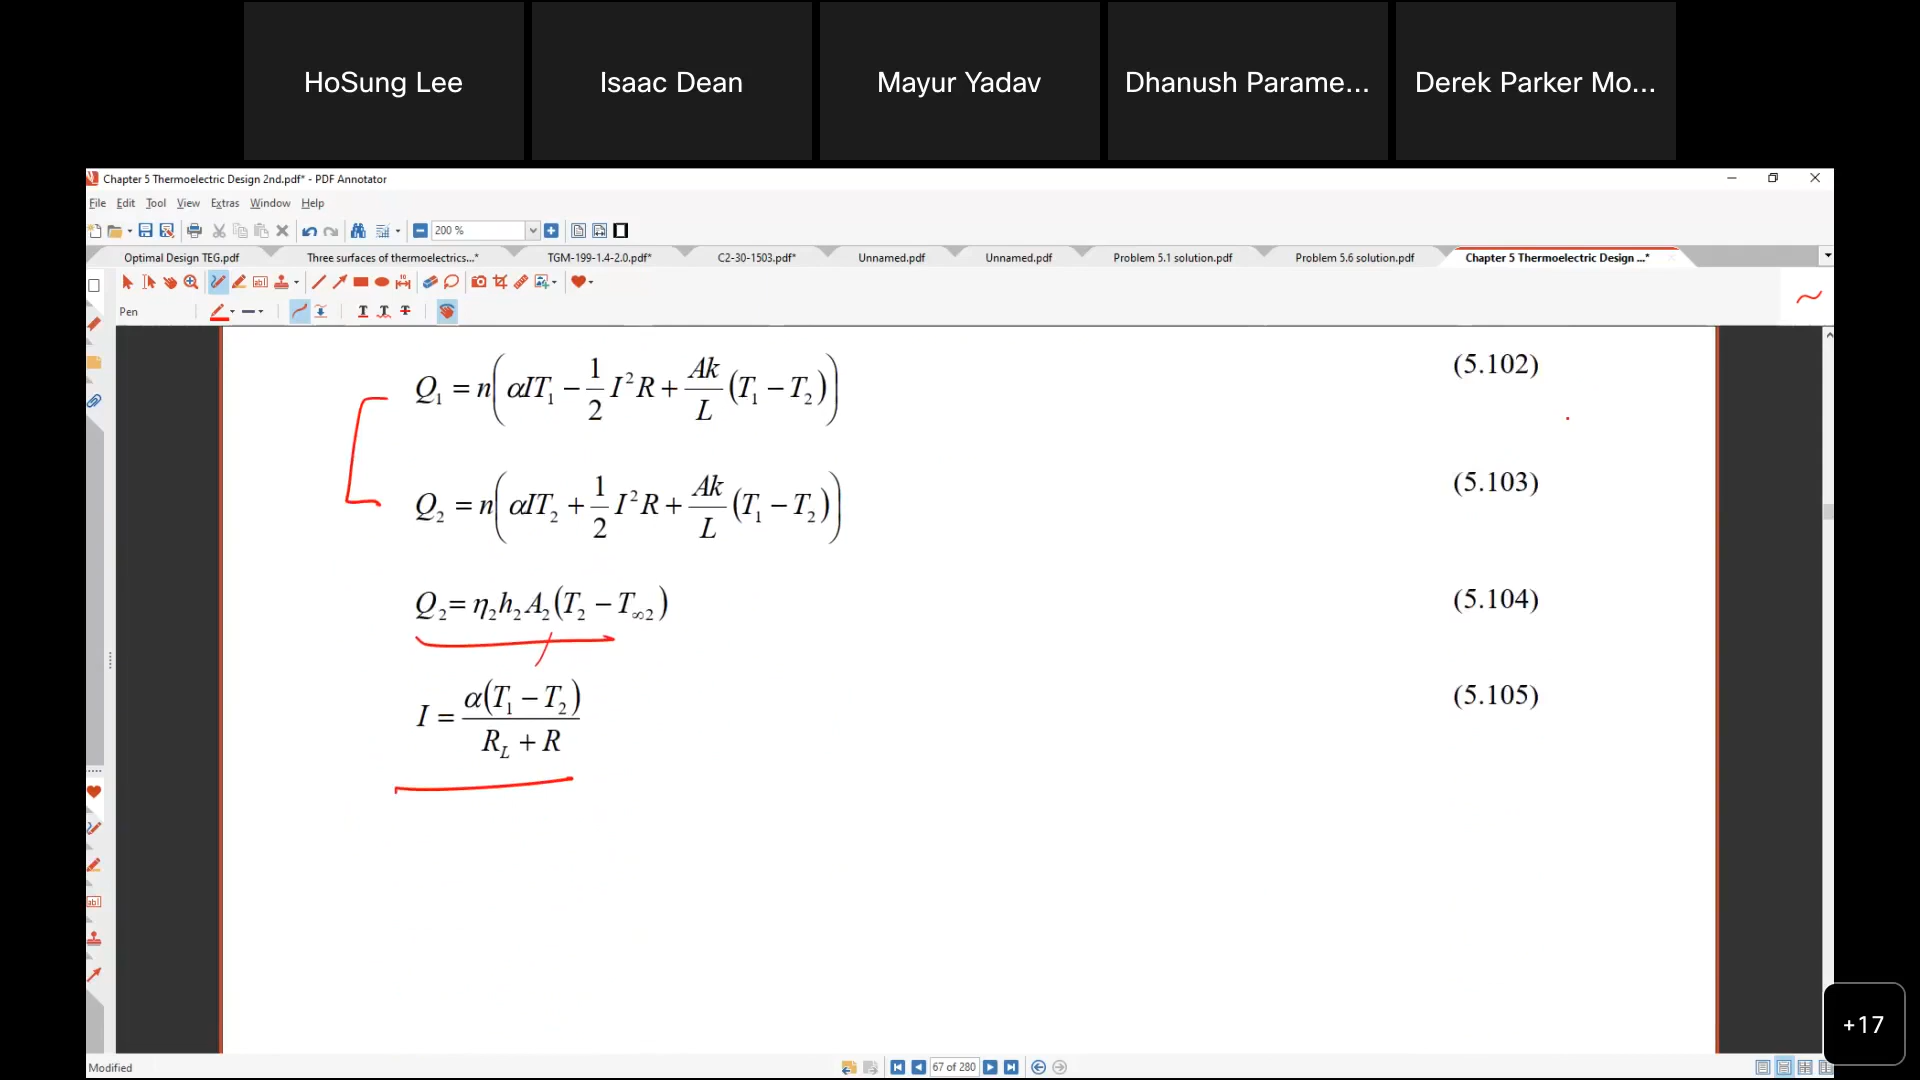 HoSung Lee
Isaac Dean
Mayur Yadav
Dhanush Parame...
Derek Parker Mo...
Chapter 5 Thermoelectric Design 2nd.pdf* - PDF Annotator
File Edit Tool View Extras Window Help
200 %
Optimal Design TEG.pdf
Three surfaces of thermoelectrics...*
TGM-199-1.4-2.0.pdf*
C2-30-1503.pdf*
Unnamed.pdf
Unnamed.pdf
Problem 5.1 solution.pdf
Problem 5.6 solution.pdf
Chapter 5 Thermoelectric Design ...*
Pen
Q₁ = n(αIT₁ − 1/2 I²R + Ak/L (T₁ − T₂)) (5.102)
Q₂ = n(αIT₂ + 1/2 I²R + Ak/L (T₁ − T₂)) (5.103)
Q₂= η₂h₂A₂(T₂ − T∞₂) (5.104)
I = α(T₁ − T₂)/(R_L + R) (5.105)
+17
Modified
67 of 280